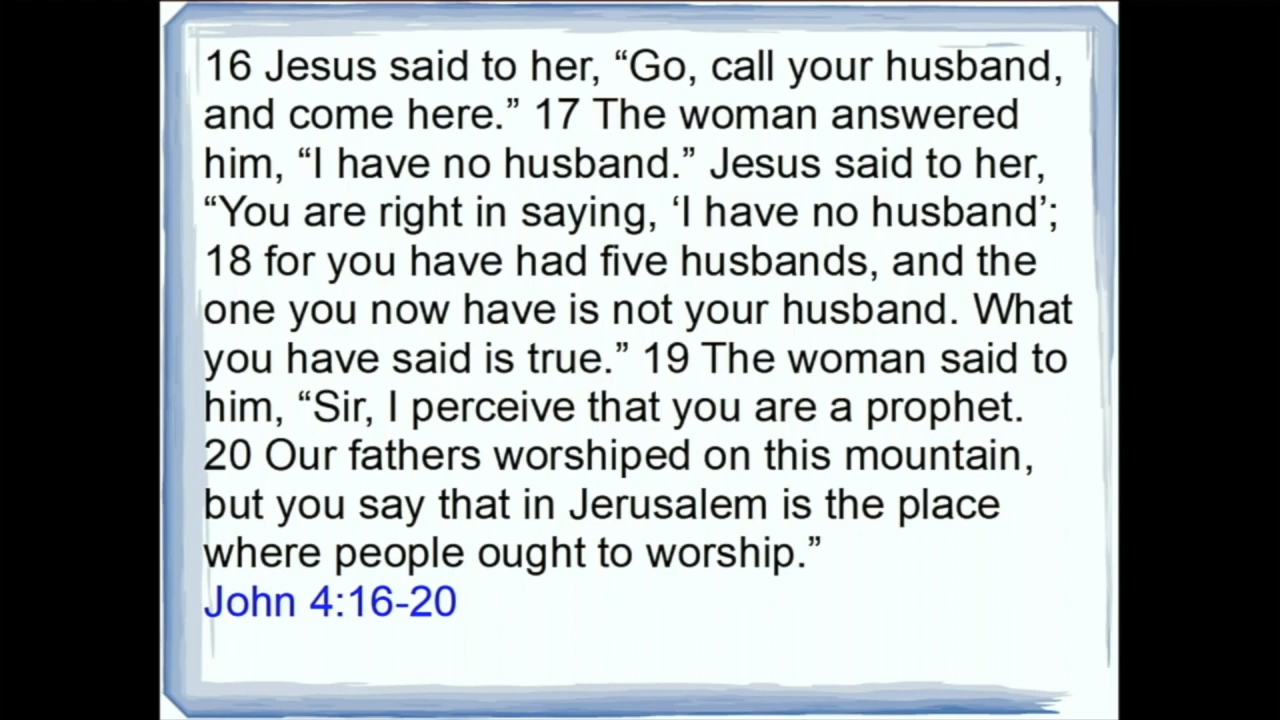 16 Jesus said to her, “Go, call your husband,
and come here.” 17 The woman answered
him, “I have no husband.” Jesus said to her,
“You are right in saying, ‘I have no husband’;
18 for you have had five husbands, and the
one you now have is not your husband. What
you have said is true.” 19 The woman said to
him, “Sir, I perceive that you are a prophet.
20 Our fathers worshiped on this mountain,
but you say that in Jerusalem is the place
where people ought to worship.”
John 4:16-20